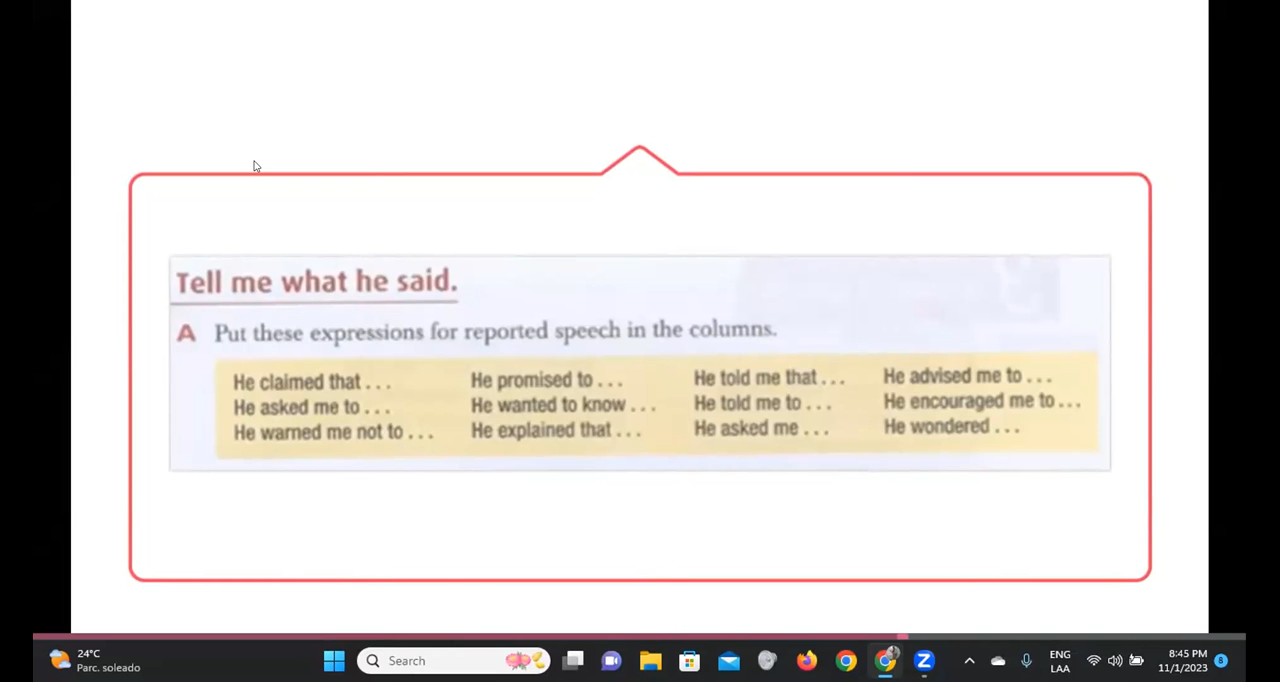 Tell me what he said.
A Put these expressions for reported speech in the columns.
He claimed that . . . He promised to . . . He told me that . . . He advised me to . . .
He asked me to . . . He wanted to know . . . He told me to . . . He encouraged me to . . .
He warned me not to . . . He explained that . . . He asked me . . . He wondered . . .
24°C
Parc. soleado
Search
ENG
LAA
8:45 PM
11/1/2023
8